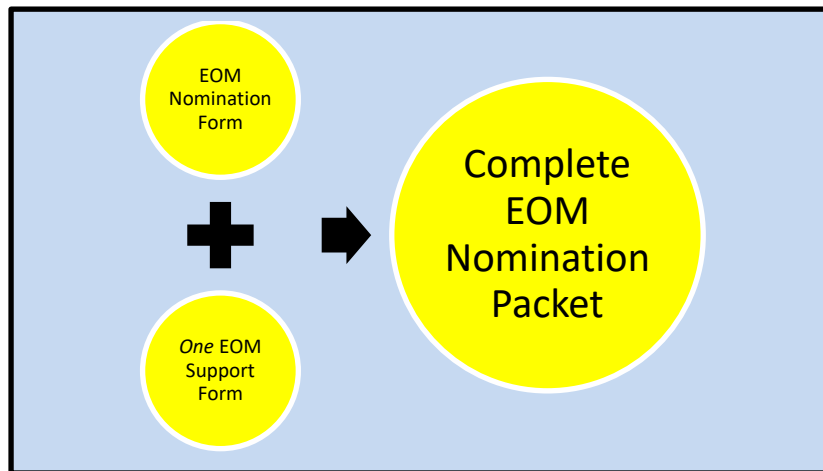 EOM
Nomination
Form
One EOM
Support
Form
Complete
EOM
Nomination
Packet